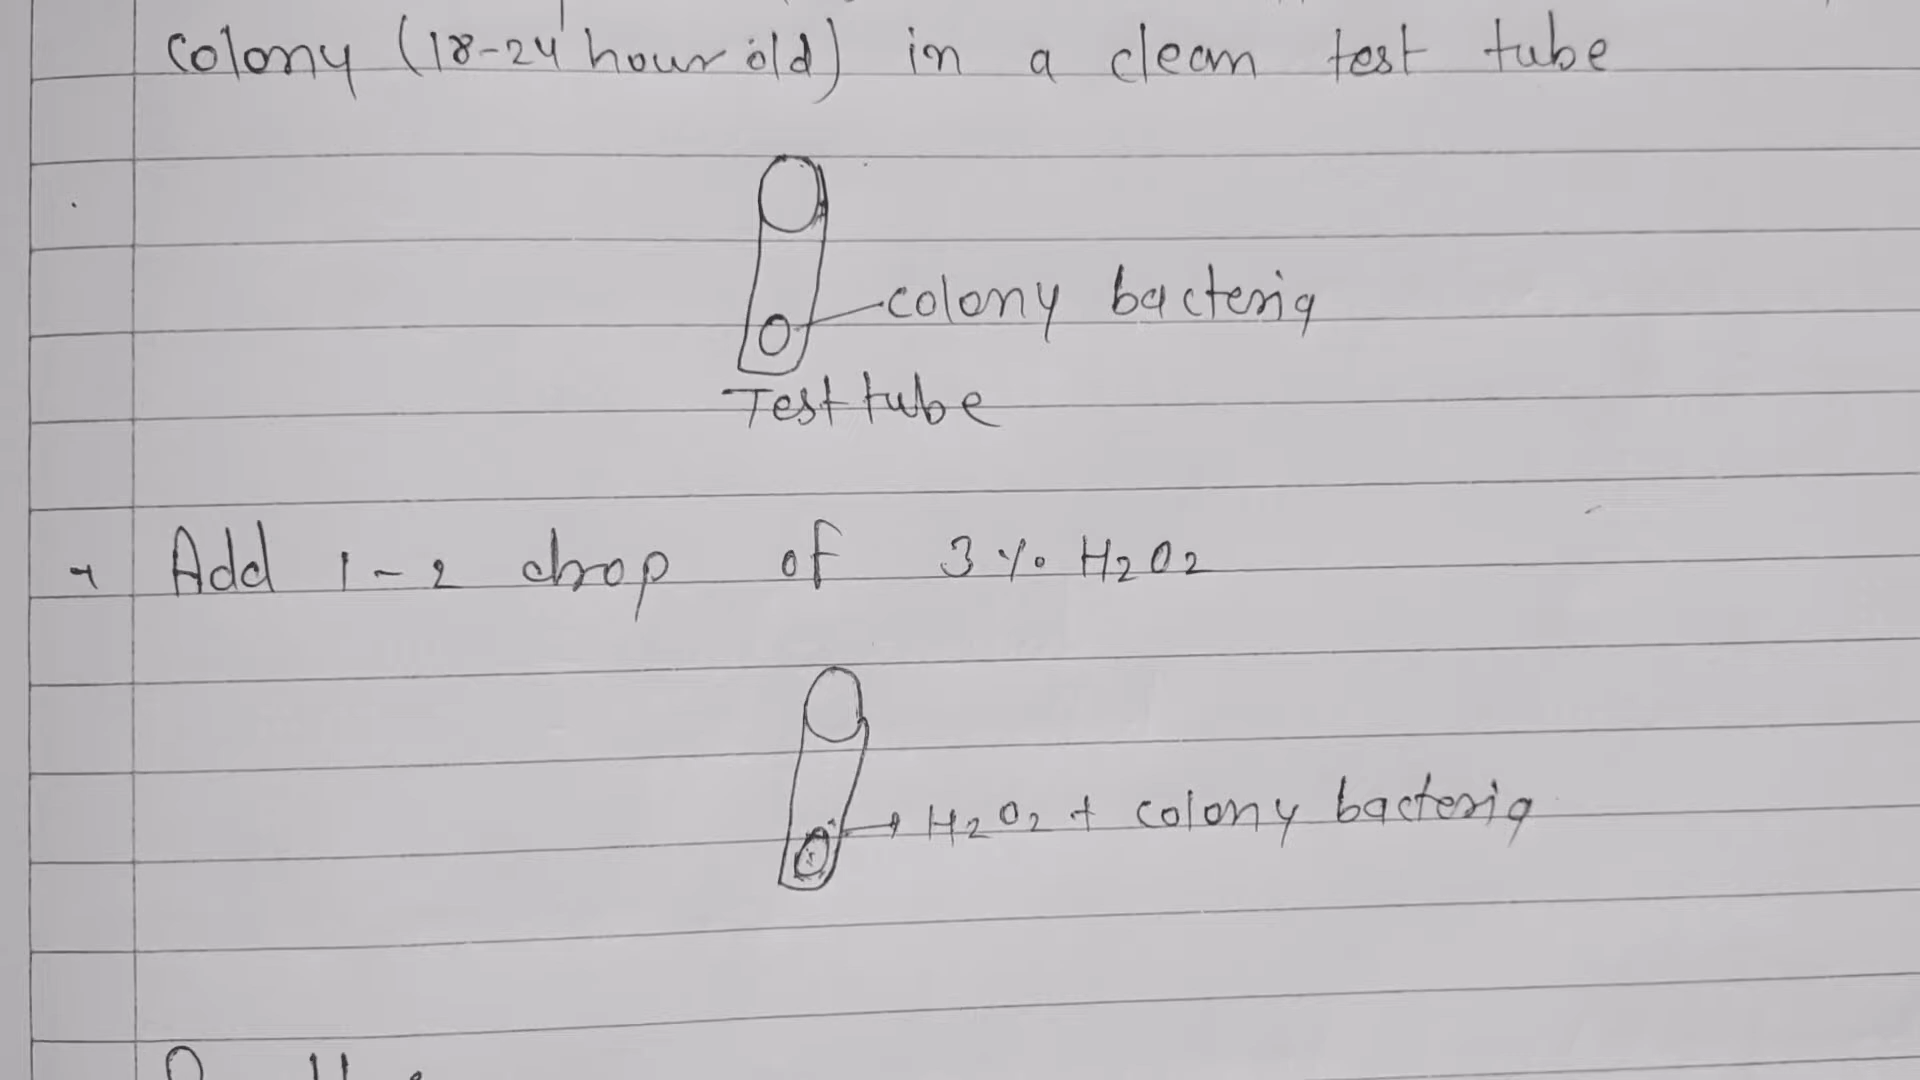 colony (18-24 hour old) in a clean test tube
colony bacteria
Test tube
→ Add 1-2 drop of 3% H2O2
→ H2O2 + colony bacteria